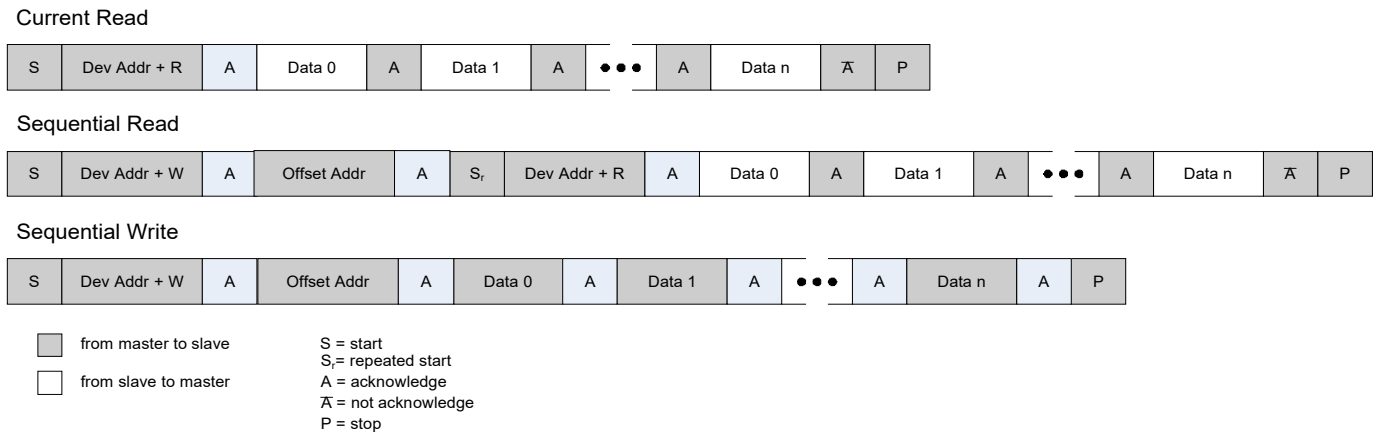 Current Read
S Dev Addr + R A Data 0 A Data 1 A ••• A Data n A̅ P
Sequential Read
S Dev Addr + W A Offset Addr A Sr Dev Addr + R A Data 0 A Data 1 A ••• A Data n A̅ P
Sequential Write
S Dev Addr + W A Offset Addr A Data 0 A Data 1 A ••• A Data n A P
from master to slave
from slave to master
S = start
Sr= repeated start
A = acknowledge
A̅ = not acknowledge
P = stop